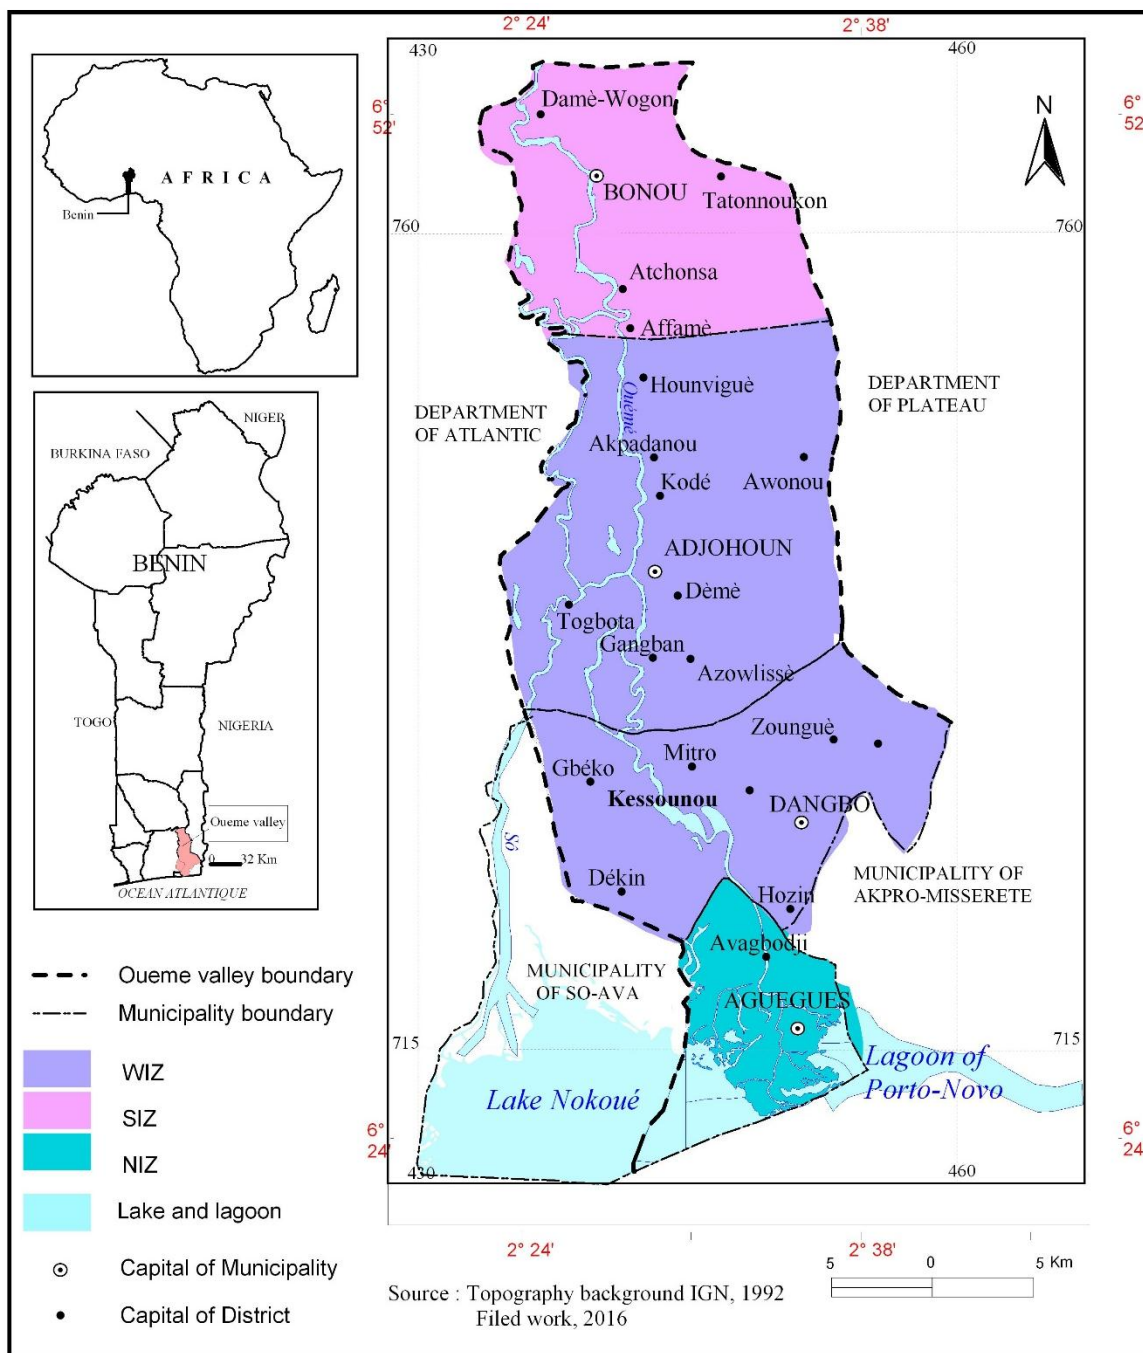 2° 24'
2° 38'
430
460
6°
52'
6°
52'
N
AFRICA
Benin
Damè-Wogon
BONOU
Tatonnoukon
760
760
Atchonsa
Affamè
Hounviguè
Ouémé
DEPARTMENT
OF ATLANTIC
DEPARTMENT
OF PLATEAU
Akpadanou
Kodé
Awonou
ADJOHOUN
Dèmè
Togbota
Gangban
Azowlissè
Zounguè
Mitro
Gbéko
Kessounou
DANGBO
Sô
Dékin
Hozin
MUNICIPALITY OF
AKPRO-MISSERETE
Avagbodji
MUNICIPALITY
OF SO-AVA
AGUEGUES
715
715
Lake Nokoué
Lagoon of
Porto-Novo
6°
24'
6°
24'
430
460
2° 24'
2° 38'
NIGER
BURKINA FASO
BENIN
TOGO
NIGERIA
Oueme valley
0 32 Km
OCEAN ATLANTIQUE
Oueme valley boundary
Municipality boundary
WIZ
SIZ
NIZ
Lake and lagoon
Capital of Municipality
Capital of District
5 0 5 Km
Source : Topography background IGN, 1992
Filed work, 2016